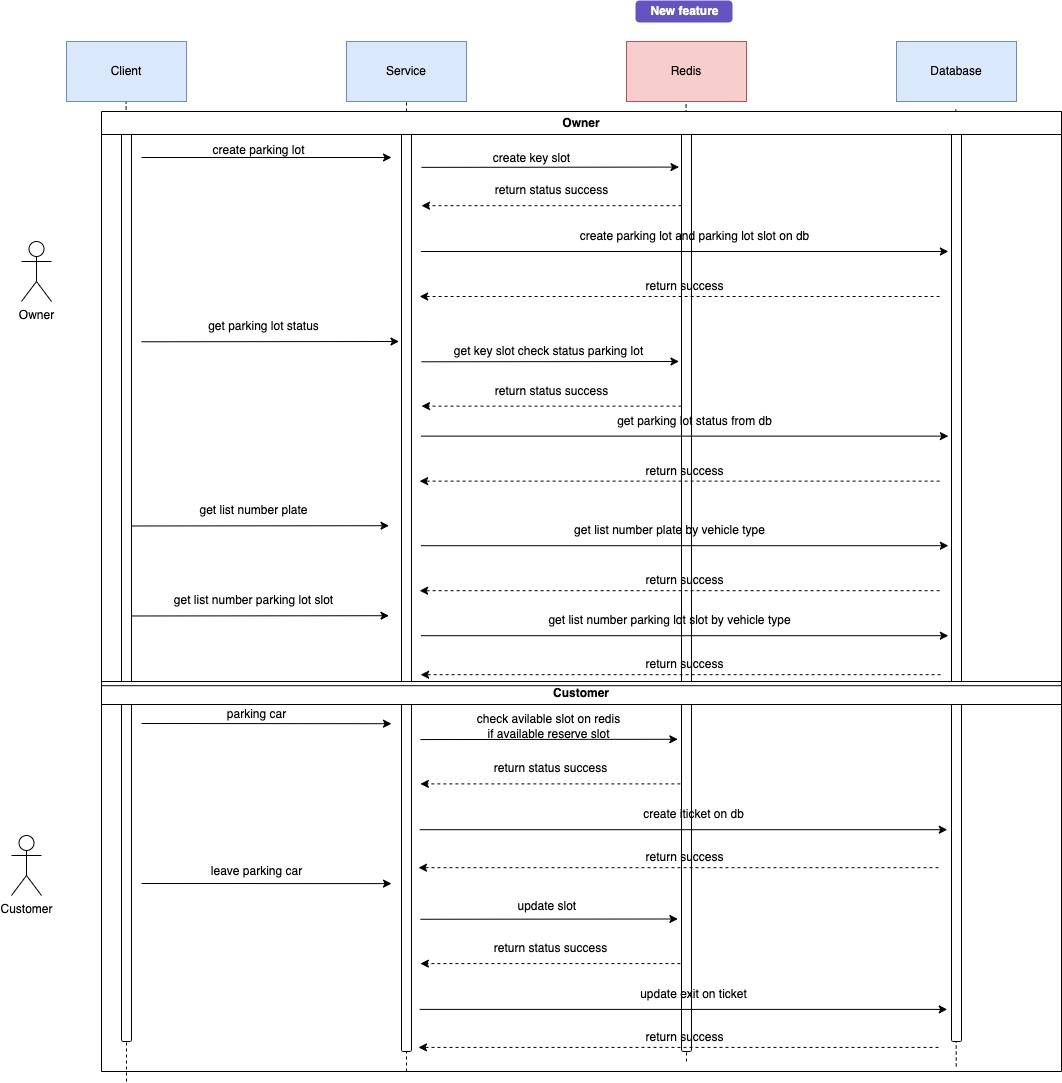 New feature
Client
Service
Redis
Database
Owner
create parking lot
create key slot
return status success
create parking lot and parking lot slot on db
Owner
return success
get parking lot status
get key slot check status parking lot
return status success
get parking lot status from db
return success
get list number plate
get list number plate by vehicle type
return success
get list number parking lot slot
get list number parking lot slot by vehicle type
return success
Customer
parking car
check avilable slot on redis
if available reserve slot
return status success
create iticket on db
return success
leave parking car
Customer
update slot
return status success
update exit on ticket
return success